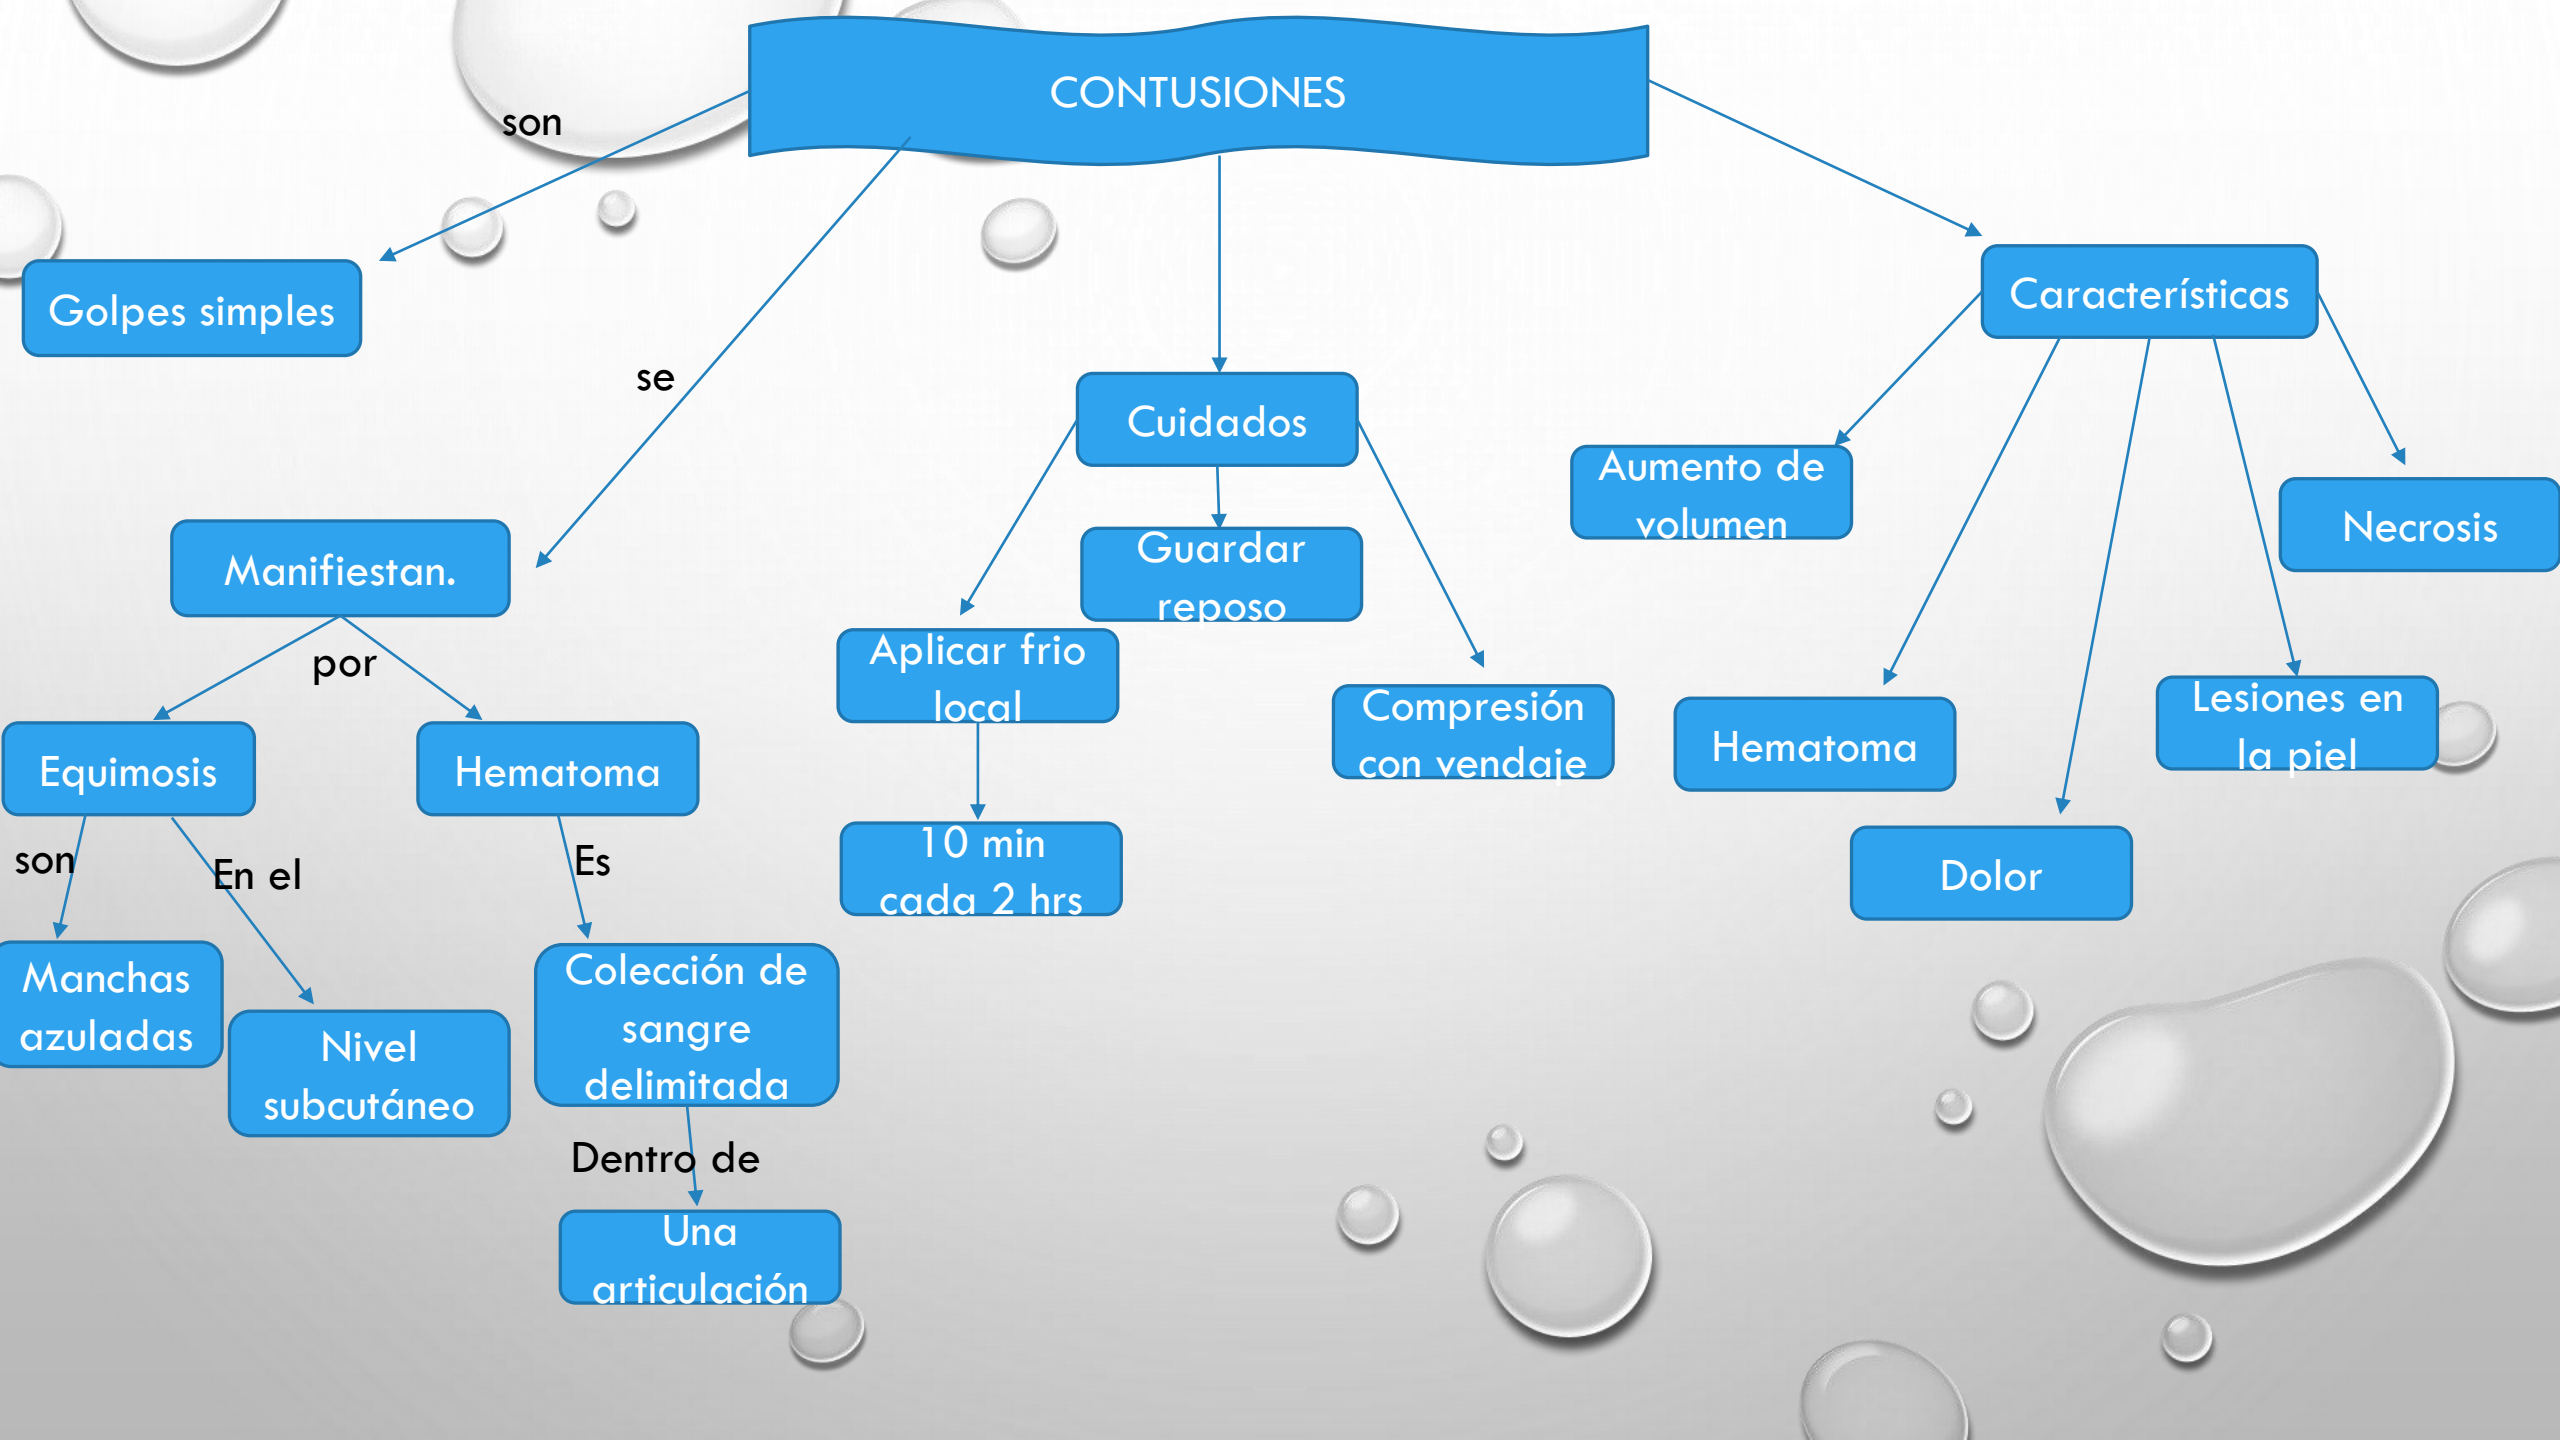 CONTUSIONES
son
Golpes simples
se
Manifiestan.
por
Equimosis
Hematoma
son
En el
Es
Manchas
azuladas
Nivel
subcutáneo
Colección de
sangre
delimitada
Dentro de
Una
articulación
Cuidados
Guardar
reposo
Aplicar frio
local
10 min
cada 2 hrs
Compresión
con vendaje
Características
Aumento de
volumen
Hematoma
Dolor
Lesiones en
la piel
Necrosis